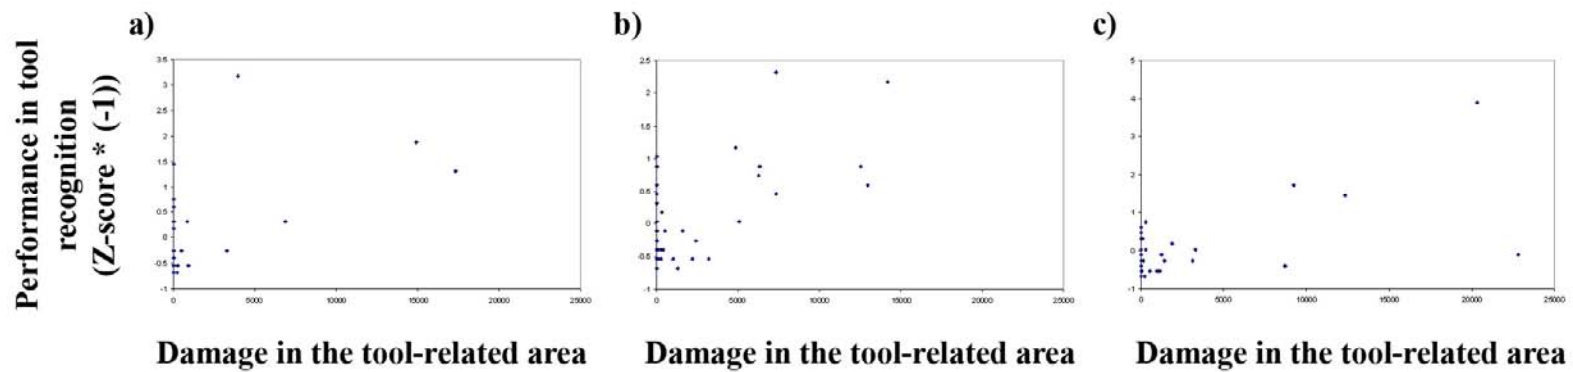 a)
b)
c)
Performance in tool
recognition
(Z-score * (-1))
3.5
3
2.5
2
1.5
1
0.5
0
-0.5
-1
0 5000 10000 15000 20000 25000
2.5
2
1.5
1
0.5
0
-0.5
-1
0 5000 10000 15000 20000 25000
5
4
3
2
1
0
-1
0 5000 10000 15000 20000 25000
Damage in the tool-related area
Damage in the tool-related area
Damage in the tool-related area